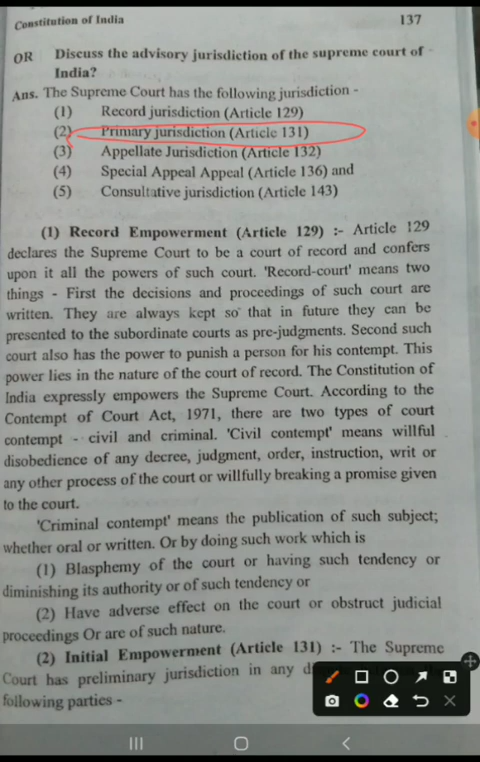 Constitution of India 137
OR Discuss the advisory jurisdiction of the supreme court of
India?
Ans. The Supreme Court has the following jurisdiction -
(1) Record jurisdiction (Article 129)
(2) Primary jurisdiction (Article 131)
(3) Appellate Jurisdiction (Article 132)
(4) Special Appeal Appeal (Article 136) and
(5) Consultative jurisdiction (Article 143)
(1) Record Empowerment (Article 129) :- Article 129
declares the Supreme Court to be a court of record and confers
upon it all the powers of such court. 'Record-court' means two
things - First the decisions and proceedings of such court are
written. They are always kept so that in future they can be
presented to the subordinate courts as pre-judgments. Second such
court also has the power to punish a person for his contempt. This
power lies in the nature of the court of record. The Constitution of
India expressly empowers the Supreme Court. According to the
Contempt of Court Act, 1971, there are two types of court
contempt - civil and criminal. 'Civil contempt' means willful
disobedience of any decree, judgment, order, instruction, writ or
any other process of the court or willfully breaking a promise given
to the court.
'Criminal contempt' means the publication of such subject;
whether oral or written. Or by doing such work which is
(1) Blasphemy of the court or having such tendency or
diminishing its authority or of such tendency or
(2) Have adverse effect on the court or obstruct judicial
proceedings Or are of such nature.
(2) Initial Empowerment (Article 131) :- The Supreme
Court has preliminary jurisdiction in any
following parties -